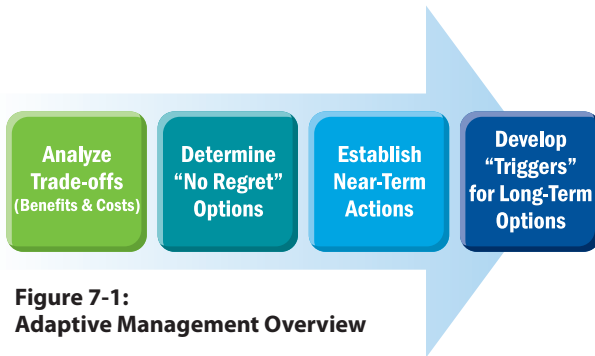 Analyze
Trade-offs
(Benefits & Costs)
Determine
“No Regret”
Options
Establish
Near-Term
Actions
Develop
“Triggers”
for Long-Term
Options
Figure 7-1:
Adaptive Management Overview